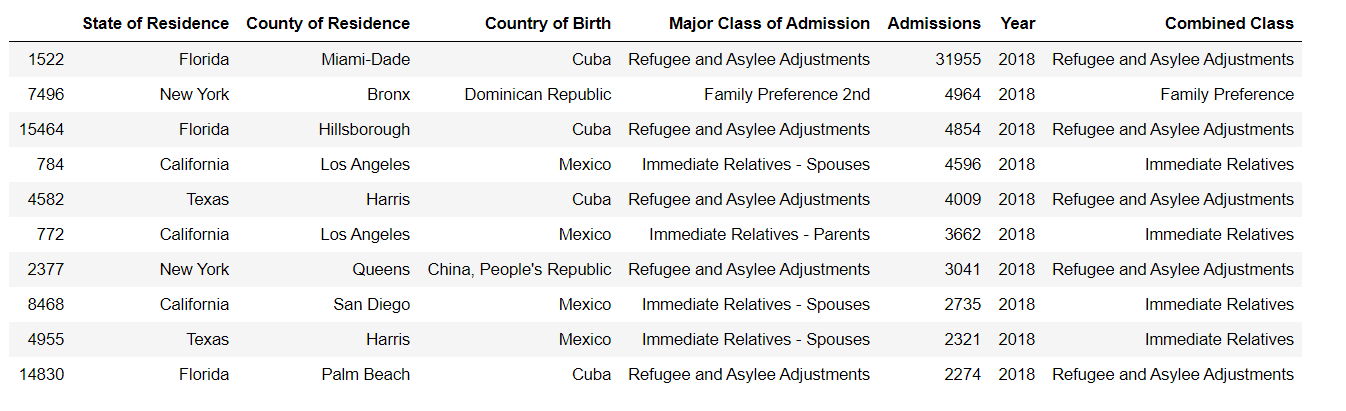 State of Residence County of Residence Country of Birth Major Class of Admission Admissions Year Combined Class
1522 Florida Miami-Dade Cuba Refugee and Asylee Adjustments 31955 2018 Refugee and Asylee Adjustments
7496 New York Bronx Dominican Republic Family Preference 2nd 4964 2018 Family Preference
15464 Florida Hillsborough Cuba Refugee and Asylee Adjustments 4854 2018 Refugee and Asylee Adjustments
784 California Los Angeles Mexico Immediate Relatives - Spouses 4596 2018 Immediate Relatives
4582 Texas Harris Cuba Refugee and Asylee Adjustments 4009 2018 Refugee and Asylee Adjustments
772 California Los Angeles Mexico Immediate Relatives - Parents 3662 2018 Immediate Relatives
2377 New York Queens China, People's Republic Refugee and Asylee Adjustments 3041 2018 Refugee and Asylee Adjustments
8468 California San Diego Mexico Immediate Relatives - Spouses 2735 2018 Immediate Relatives
4955 Texas Harris Mexico Immediate Relatives - Spouses 2321 2018 Immediate Relatives
14830 Florida Palm Beach Cuba Refugee and Asylee Adjustments 2274 2018 Refugee and Asylee Adjustments